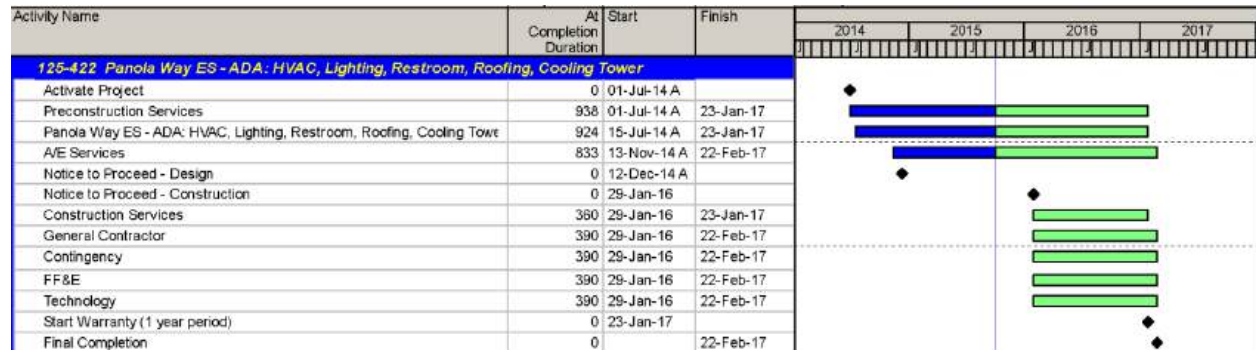 Activity Name At Start Finish
Completion 2014 2015 2016 2017
Duration J J J J
125-422 Panola Way ES - ADA: HVAC, Lighting, Restroom, Roofing, Cooling Tower
Activate Project 0 01-Jul-14 A
Preconstruction Services 938 01-Jul-14 A 23-Jan-17
Panola Way ES - ADA: HVAC, Lighting, Restroom, Roofing, Cooling Towe 924 15-Jul-14 A 23-Jan-17
A/E Services 833 13-Nov-14 A 22-Feb-17
Notice to Proceed - Design 0 12-Dec-14 A
Notice to Proceed - Construction 0 29-Jan-16
Construction Services 360 29-Jan-16 23-Jan-17
General Contractor 390 29-Jan-16 22-Feb-17
Contingency 390 29-Jan-16 22-Feb-17
FF&E 390 29-Jan-16 22-Feb-17
Technology 390 29-Jan-16 22-Feb-17
Start Warranty (1 year period) 0 23-Jan-17
Final Completion 0 22-Feb-17